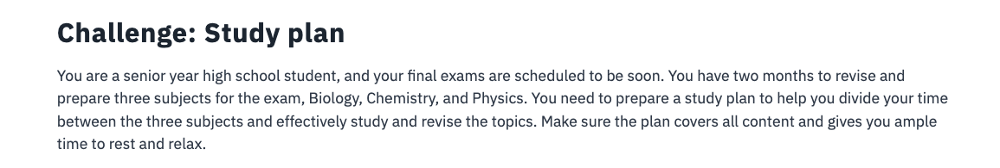 Challenge: Study plan
You are a senior year high school student, and your final exams are scheduled to be soon. You have two months to revise and
prepare three subjects for the exam, Biology, Chemistry, and Physics. You need to prepare a study plan to help you divide your time
between the three subjects and effectively study and revise the topics. Make sure the plan covers all content and gives you ample
time to rest and relax.